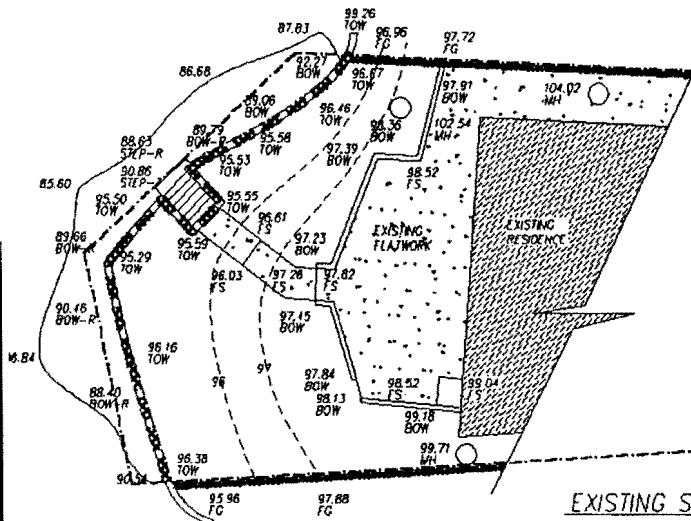 99.26
TOW
87.83
96.96
FG
97.72
FG
92.27
BOW
86.68
96.67
TOW
97.91
BOW
104.02
MH
89.06
BOW
96.46
TOW
98.36
BOW
102.54
MH
89.79
BOW-R
95.58
TOW
97.39
BOW
88.63
STEP-R
95.53
TOW
98.52
FS
90.86
STEP-
85.60
95.50
TOW
95.55
TOW
96.61
FS
EXISTING
FLATWORK
EXISTING
RESIDENCE
89.66
BOW
95.29
TOW
95.59
TOW
97.23
BOW
96.03
FS
97.28
FS
97.82
FS
90.46
BOW-R
97.15
BOW
96.16
TOW
88.40
BOW-R
96
97
97.84
BOW
98.13
BOW
98.52
FS
99.04
FS
99.18
BOW
99.71
MH
96.38
TOW
90.54
95.96
FG
97.88
FG
EXISTING S